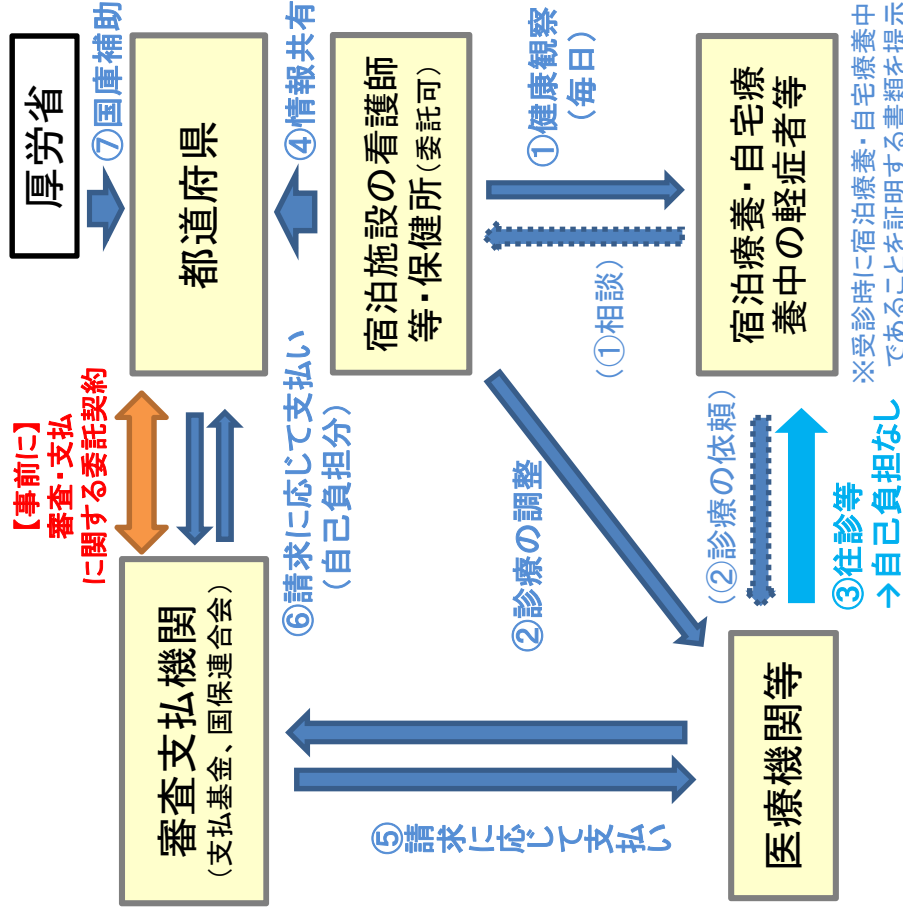 【事前に】
審査・支払
に関する委託契約
厚労省
⑦国庫補助
審査支払機関
(支払基金、国保連合会)
都道府県
⑥請求に応じて支払い
(自己負担分)
④情報共有
宿泊施設の看護師
等・保健所(委託可)
⑤請求に応じて支払い
②診療の調整
(①相談)
①健康観察
(毎日)
(②診療の依頼)
医療機関等
宿泊療養・自宅療
養中の軽症者等
③往診等
→自己負担なし
※受診時に宿泊療養・自宅療養中
であることを証明する書類を提示